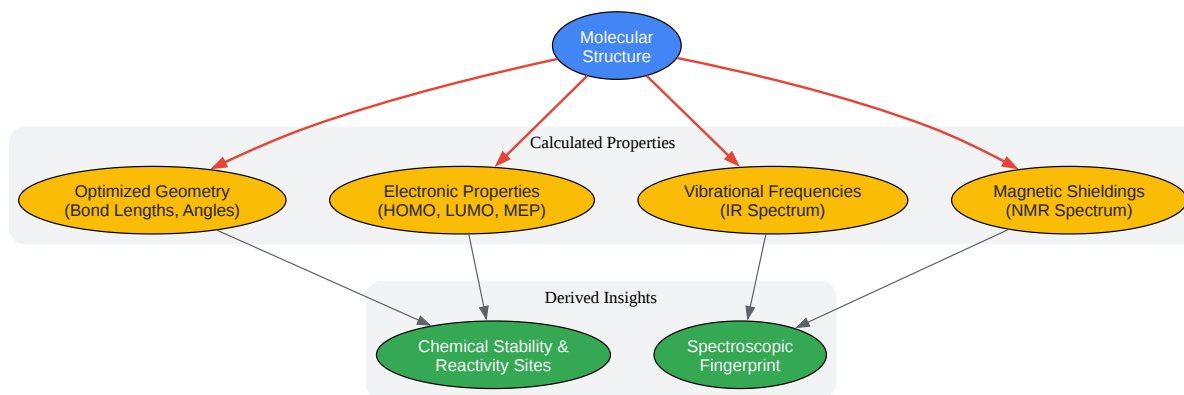 Molecular
Structure
Calculated Properties
Optimized Geometry
(Bond Lengths, Angles)
Electronic Properties
(HOMO, LUMO, MEP)
Vibrational Frequencies
(IR Spectrum)
Magnetic Shieldings
(NMR Spectrum)
Derived Insights
Chemical Stability &
Reactivity Sites
Spectroscopic
Fingerprint